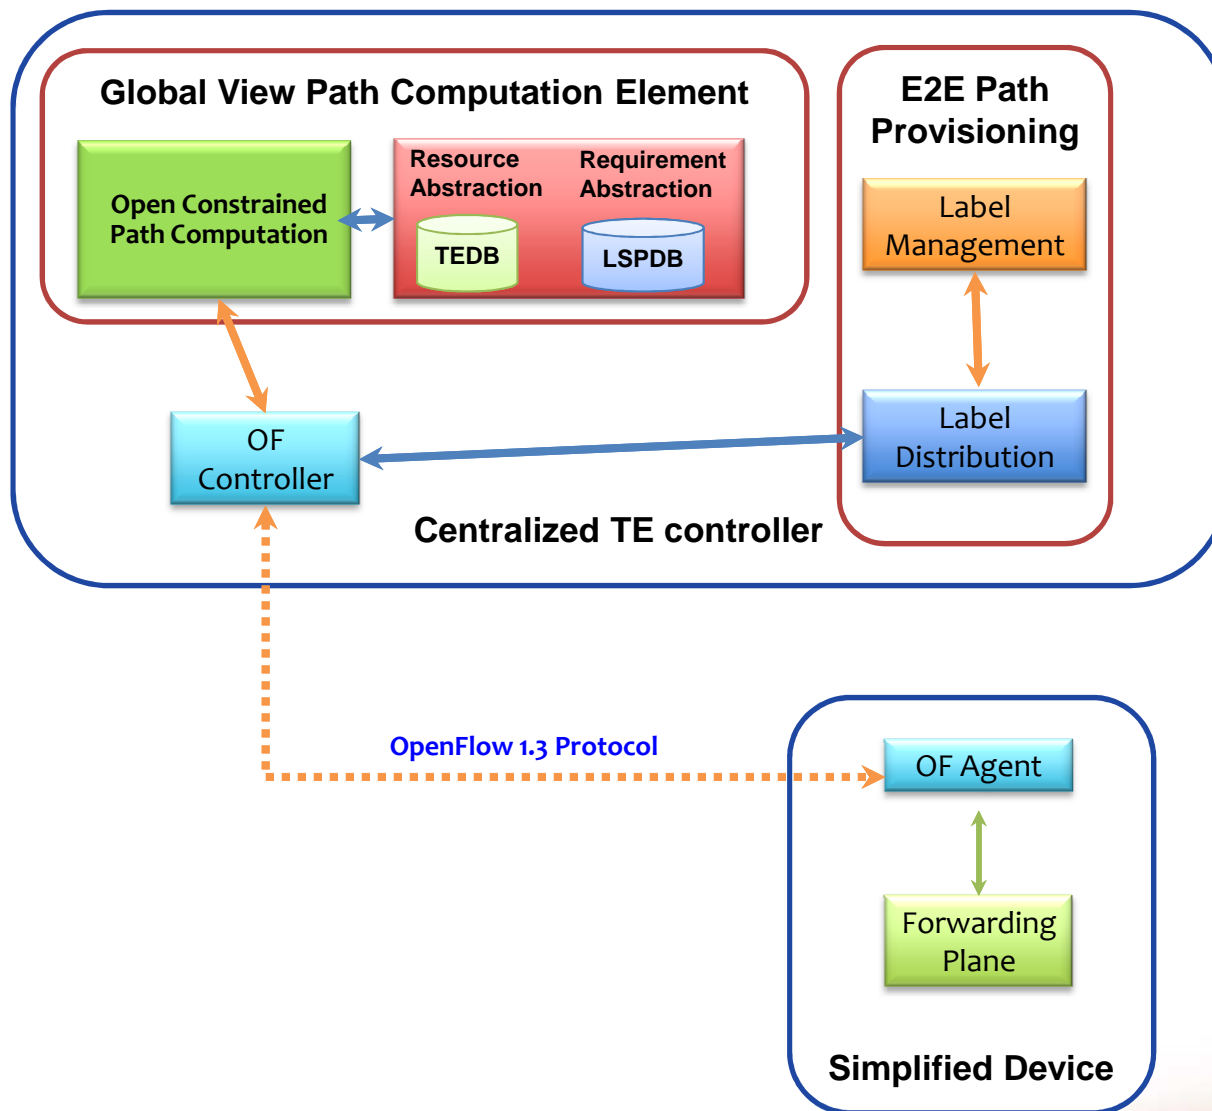 Global View Path Computation Element
E2E Path
Provisioning
Open Constrained
Path Computation
Resource
Abstraction
Requirement
Abstraction
TEDB
LSPDB
Label
Management
OF
Controller
Label
Distribution
Centralized TE controller
OpenFlow 1.3 Protocol
OF Agent
Forwarding
Plane
Simplified Device